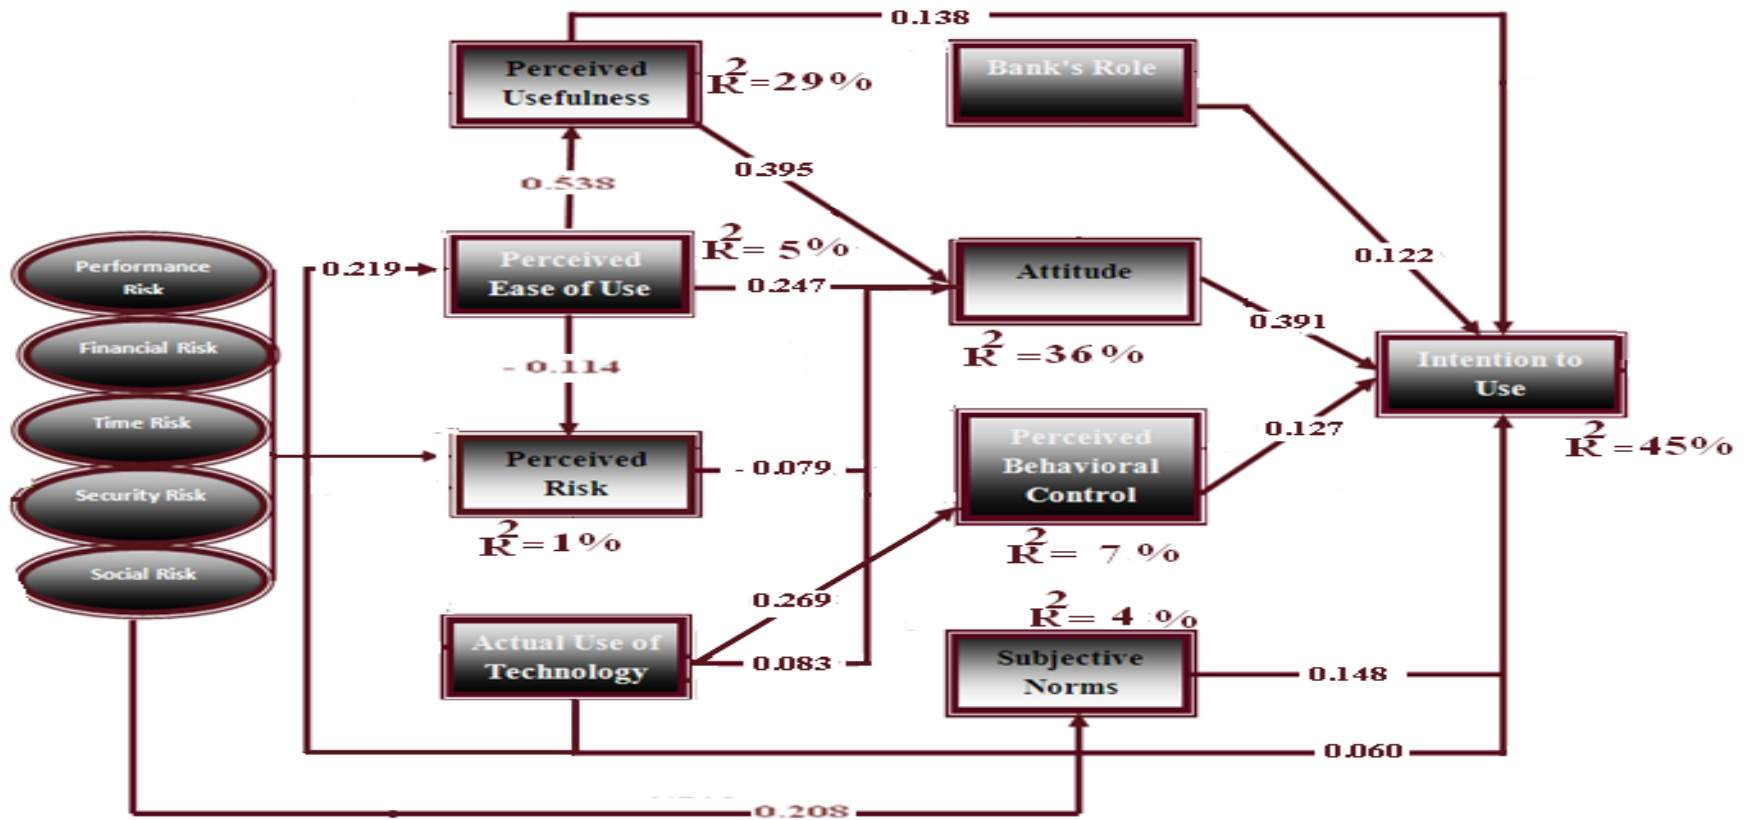 0.138
Perceived
Usefulness
R²=29%
Bank's Role
0.395
0.538
Performance
Risk
0.219
Perceived
Ease of Use
R²= 5%
0.247
Attitude
R²=36%
0.122
0.391
Financial Risk
- 0.114
Intention to
Use
R²=45%
Time Risk
Perceived
Risk
R²=1%
- 0.079
Perceived
Behavioral
Control
R²= 7 %
0.127
Security Risk
Social Risk
0.269
Actual Use of
Technology
0.083
R²= 4 %
Subjective
Norms
0.148
0.060
0.208